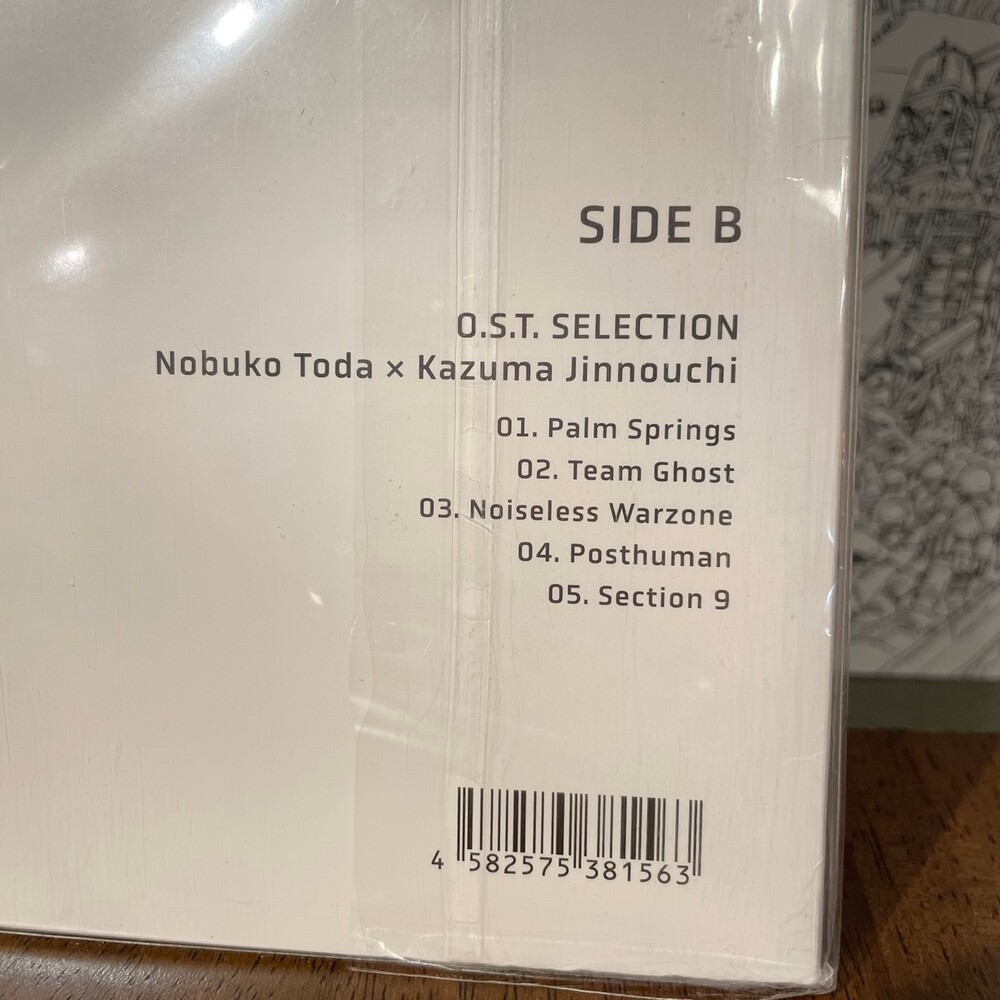 SIDE B
O.S.T. SELECTION
Nobuko Toda × Kazuma Jinnouchi
01. Palm Springs
02. Team Ghost
03. Noiseless Warzone
04. Posthuman
05. Section 9
4 582575 381563